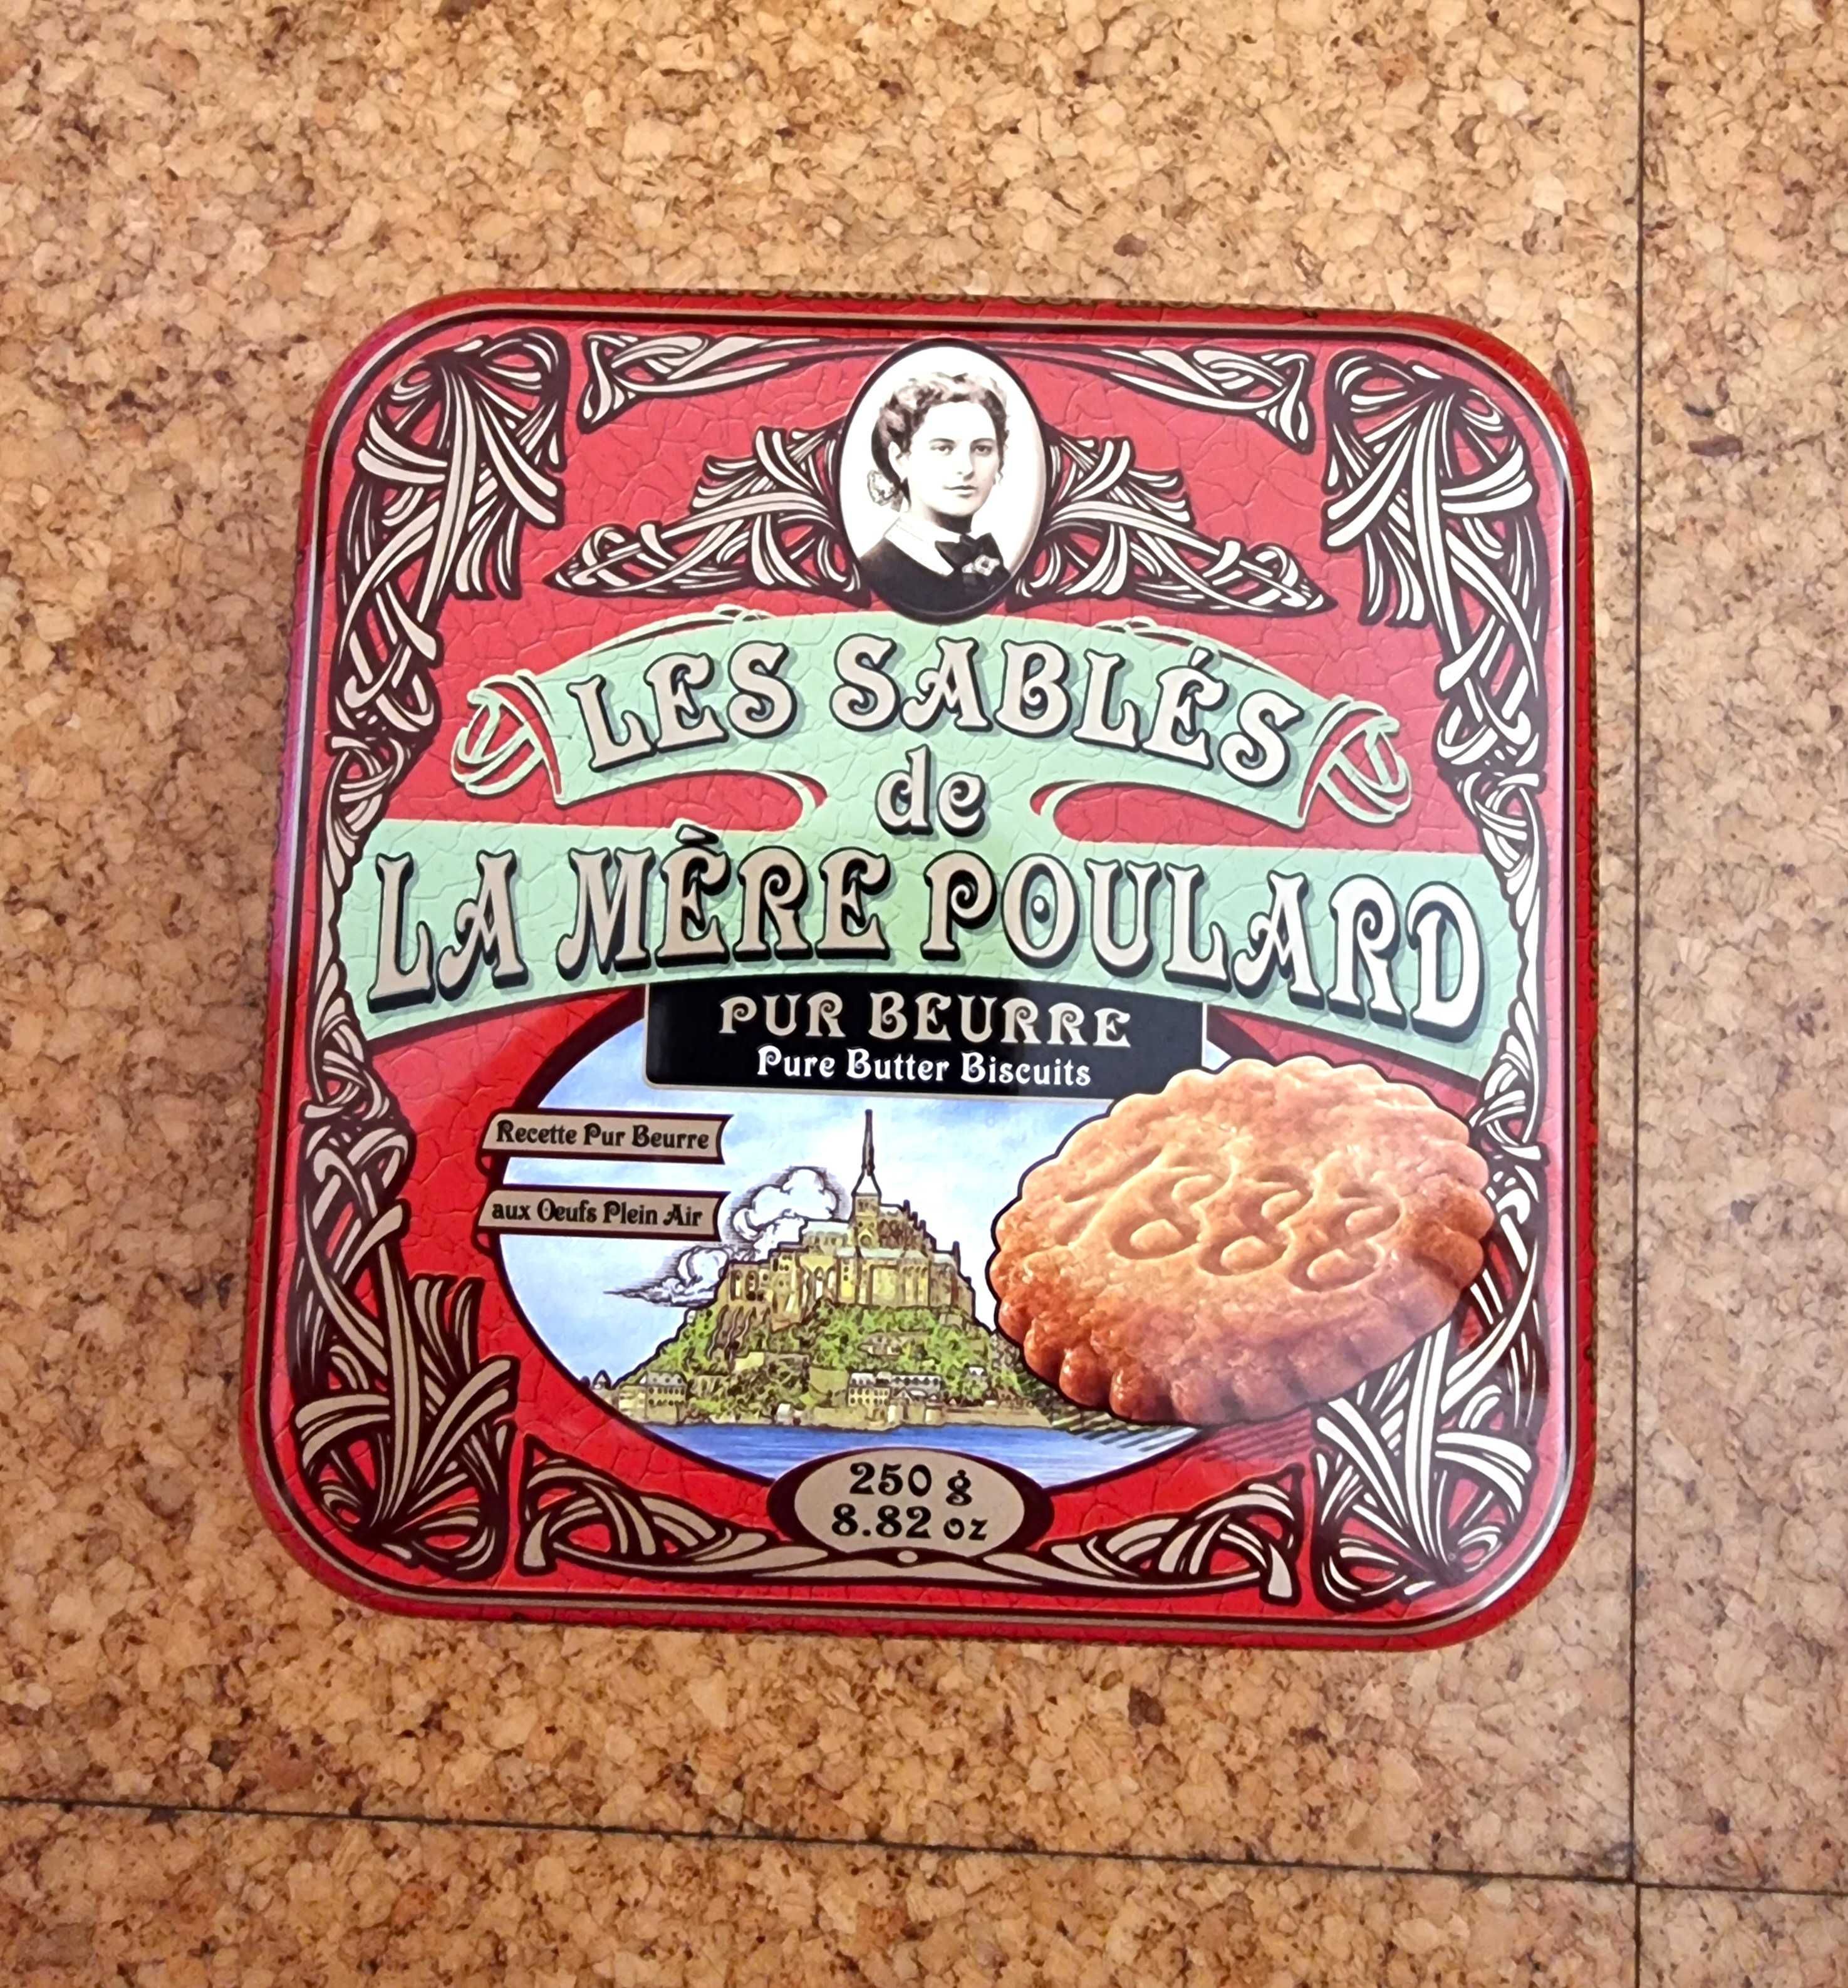 LES SABLÉS
de
LA MÈRE POULARD
PUR BEURRE
Pure Butter Biscuits
Recette Pur Beurre
aux Oeufs Plein Air
1888
250 g
8.82 oz